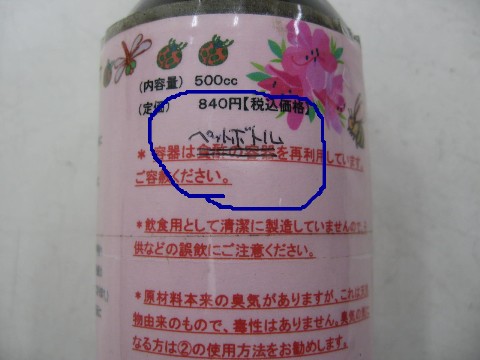 (内容量) 500cc
(定価) 840円【税込価格】
ペットボトル
*容器は食酢の容器を再利用しています。
ご容赦ください。
*飲食用として清潔に製造していませんので、
供などの誤飲にご注意ください。
*原材料本来の臭気がありますが、これは
物由来のもので、毒性はありません。臭気の
なる方は②の使用方法をお勧めします。